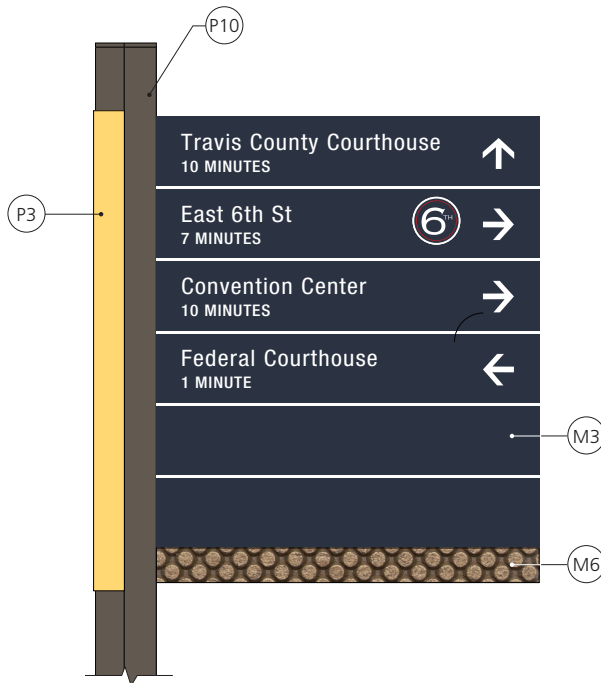 P10
Travis County Courthouse
10 MINUTES
P3
East 6th St
7 MINUTES
6TH
Convention Center
10 MINUTES
Federal Courthouse
1 MINUTE
M3
M6